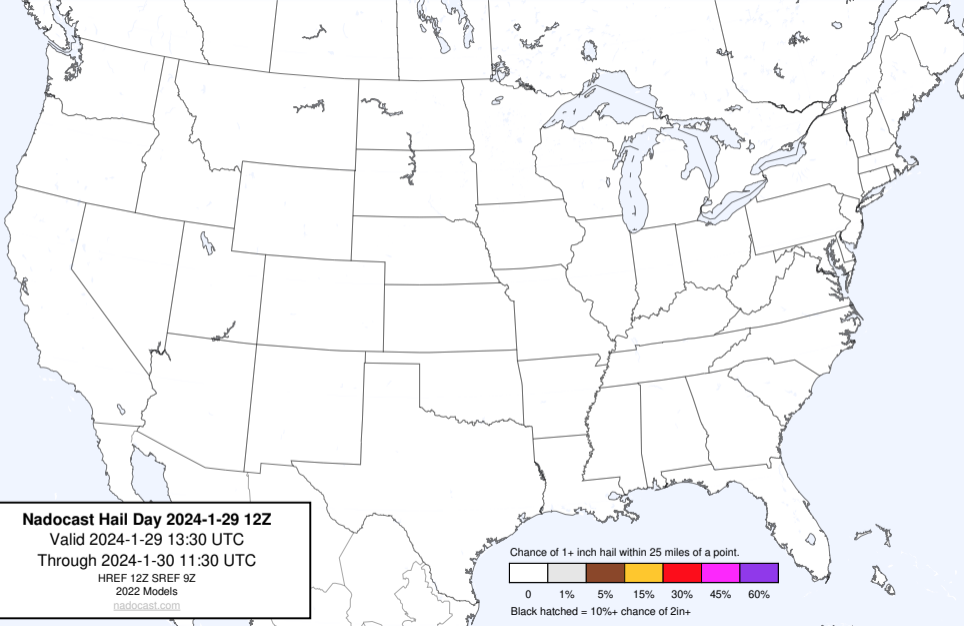 Nadocast Hail Day 2024-1-29 12Z
Valid 2024-1-29 13:30 UTC
Through 2024-1-30 11:30 UTC
HREF 12Z SREF 9Z
2022 Models
nadocast.com
Chance of 1+ inch hail within 25 miles of a point.
0 1% 5% 15% 30% 45% 60%
Black hatched = 10%+ chance of 2in+